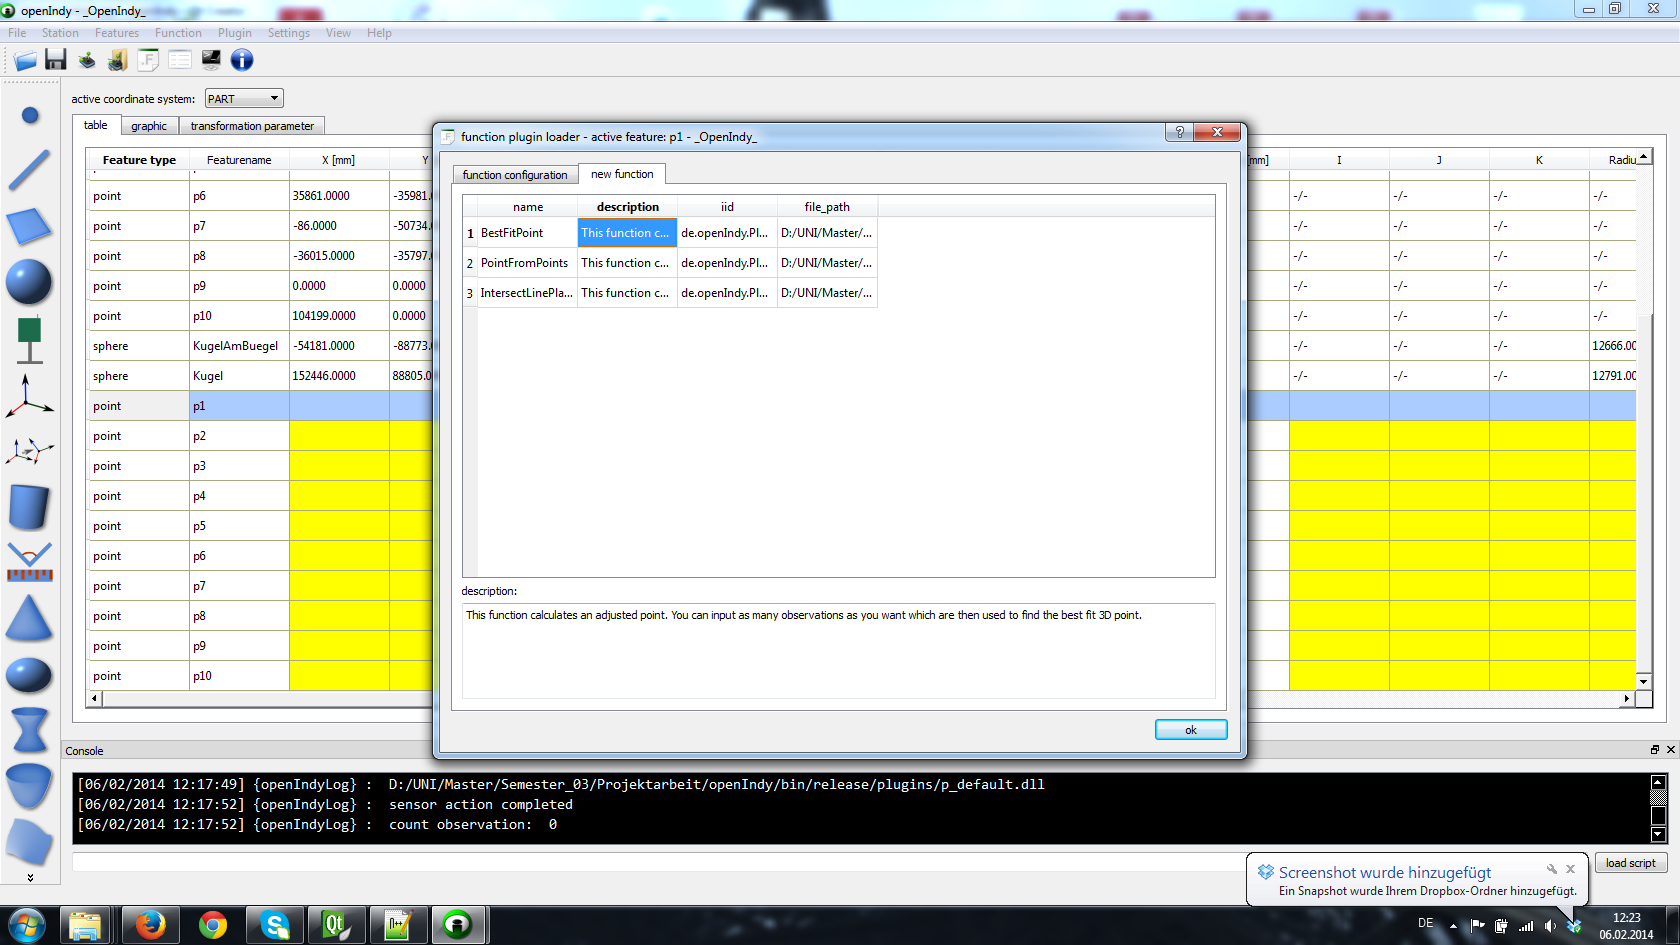 openIndy - _OpenIndy_
File Station Features Function Plugin Settings View Help
active coordinate system: PART
table graphic transformation parameter
Feature type Featurename X [mm] Y [mm] I J K Radiu
point p6 35861.0000 -35981. -/- -/- -/- -/-
point p7 -86.0000 -50734. -/- -/- -/- -/-
point p8 -36015.0000 -35797. -/- -/- -/- -/-
point p9 0.0000 0.0000 -/- -/- -/- -/-
point p10 104199.0000 0.0000 -/- -/- -/- -/-
sphere KugelAmBuegel -54181.0000 -88773. -/- -/- -/- 12666.00
sphere Kugel 152446.0000 88805.0 -/- -/- -/- 12791.00
point p1
point p2
point p3
point p4
point p5
point p6
point p7
point p8
point p9
point p10
function plugin loader - active feature: p1 - _OpenIndy_
function configuration new function
name description iid file_path
1 BestFitPoint This function c... de.openIndy.Pl... D:/UNI/Master/...
2 PointFromPoints This function c... de.openIndy.Pl... D:/UNI/Master/...
3 IntersectLinePla... This function c... de.openIndy.Pl... D:/UNI/Master/...
description:
This function calculates an adjusted point. You can input as many observations as you want which are then used to find the best fit 3D point.
ok
Console
[06/02/2014 12:17:49] {openIndyLog} : D:/UNI/Master/Semester_03/Projektarbeit/openIndy/bin/release/plugins/p_default.dll
[06/02/2014 12:17:52] {openIndyLog} : sensor action completed
[06/02/2014 12:17:52] {openIndyLog} : count observation: 0
load script
Screenshot wurde hinzugefügt
Ein Snapshot wurde Ihrem Dropbox-Ordner hinzugefügt.
DE
12:23
06.02.2014